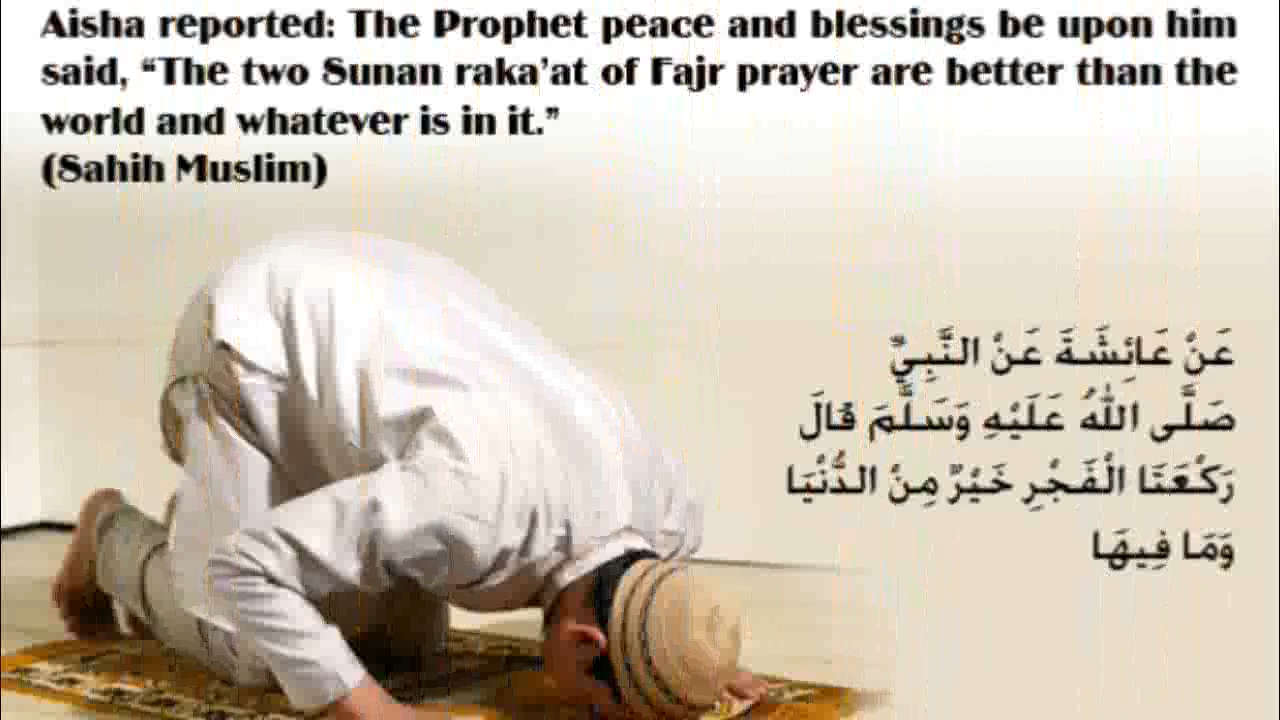 Aisha reported: The Prophet peace and blessings be upon him
said, “The two Sunan raka’at of Fajr prayer are better than the
world and whatever is in it.”
(Sahih Muslim)
عَنْ عَائِشَةَ عَنْ النَّبِيِّ
صَلَّى اللَّهُ عَلَيْهِ وَسَلَّمَ قَالَ
رَكْعَتَا الْفَجْرِ خَيْرٌ مِنْ الدُّنْيَا
وَمَا فِيهَا